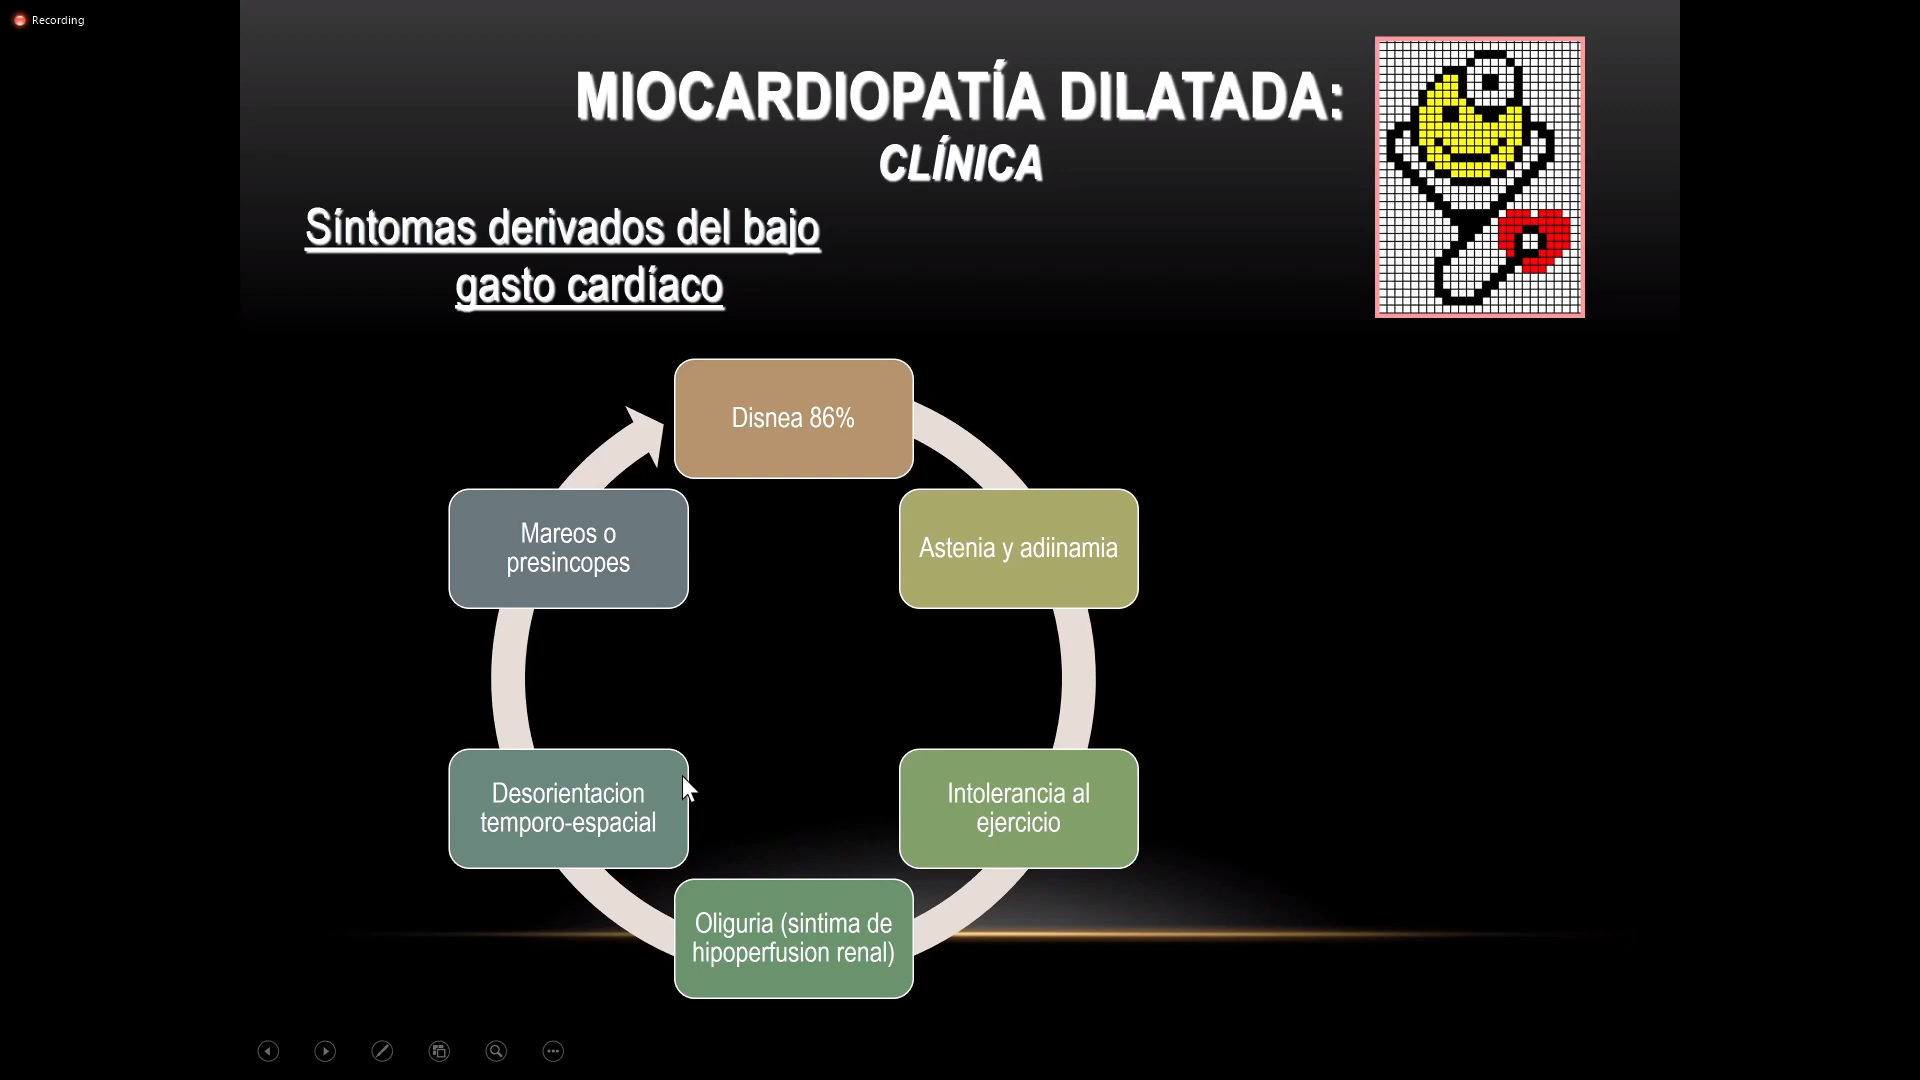 Recording
MIOCARDIOPATÍA DILATADA:
CLÍNICA
Síntomas derivados del bajo
gasto cardíaco
Disnea 86%
Astenia y adiinamia
Intolerancia al
ejercicio
Oliguria (sintima de
hipoperfusion renal)
Desorientacion
temporo-espacial
Mareos o
presincopes